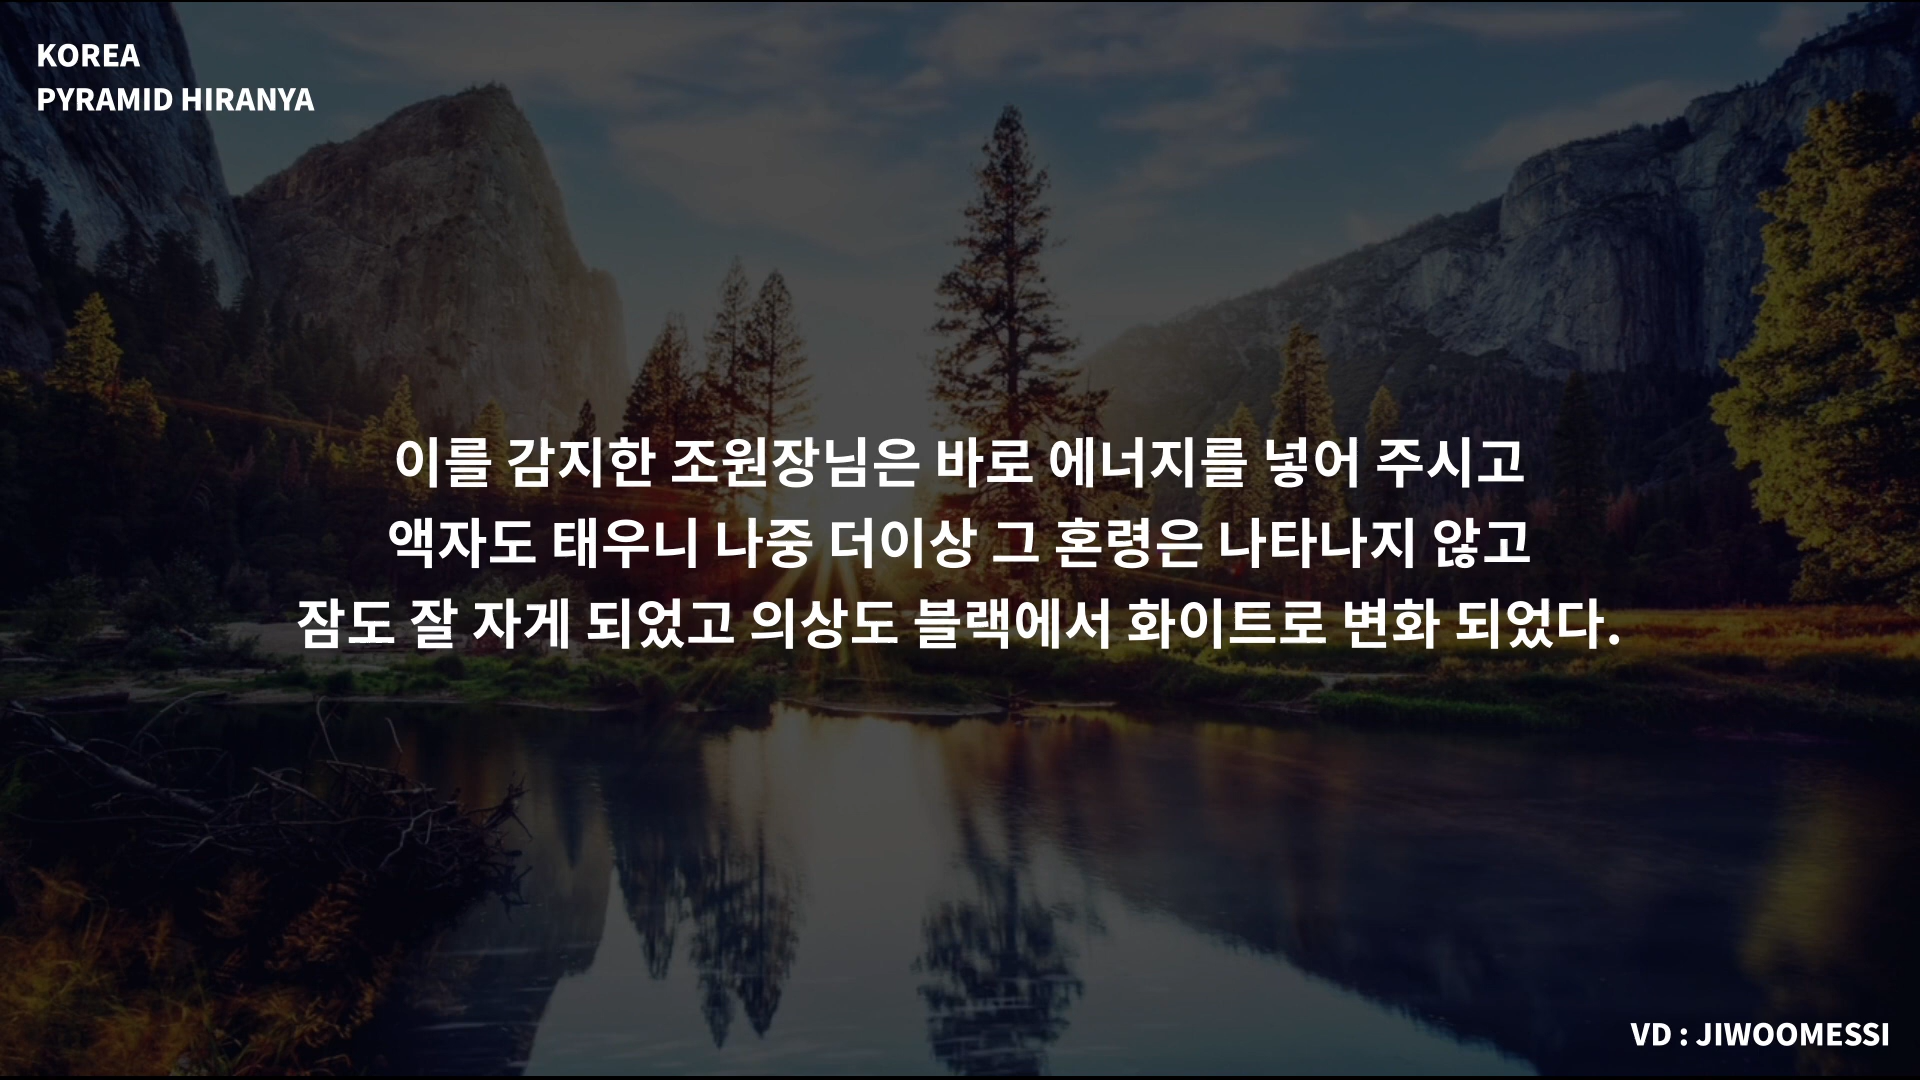 KOREA
PYRAMID HIRANYA
이를 감지한 조원장님은 바로 에너지를 넣어 주시고
액자도 태우니 나중 더이상 그 혼령은 나타나지 않고
잠도 잘 자게 되었고 의상도 블랙에서 화이트로 변화 되었다.
VD : JIWOOMESSI